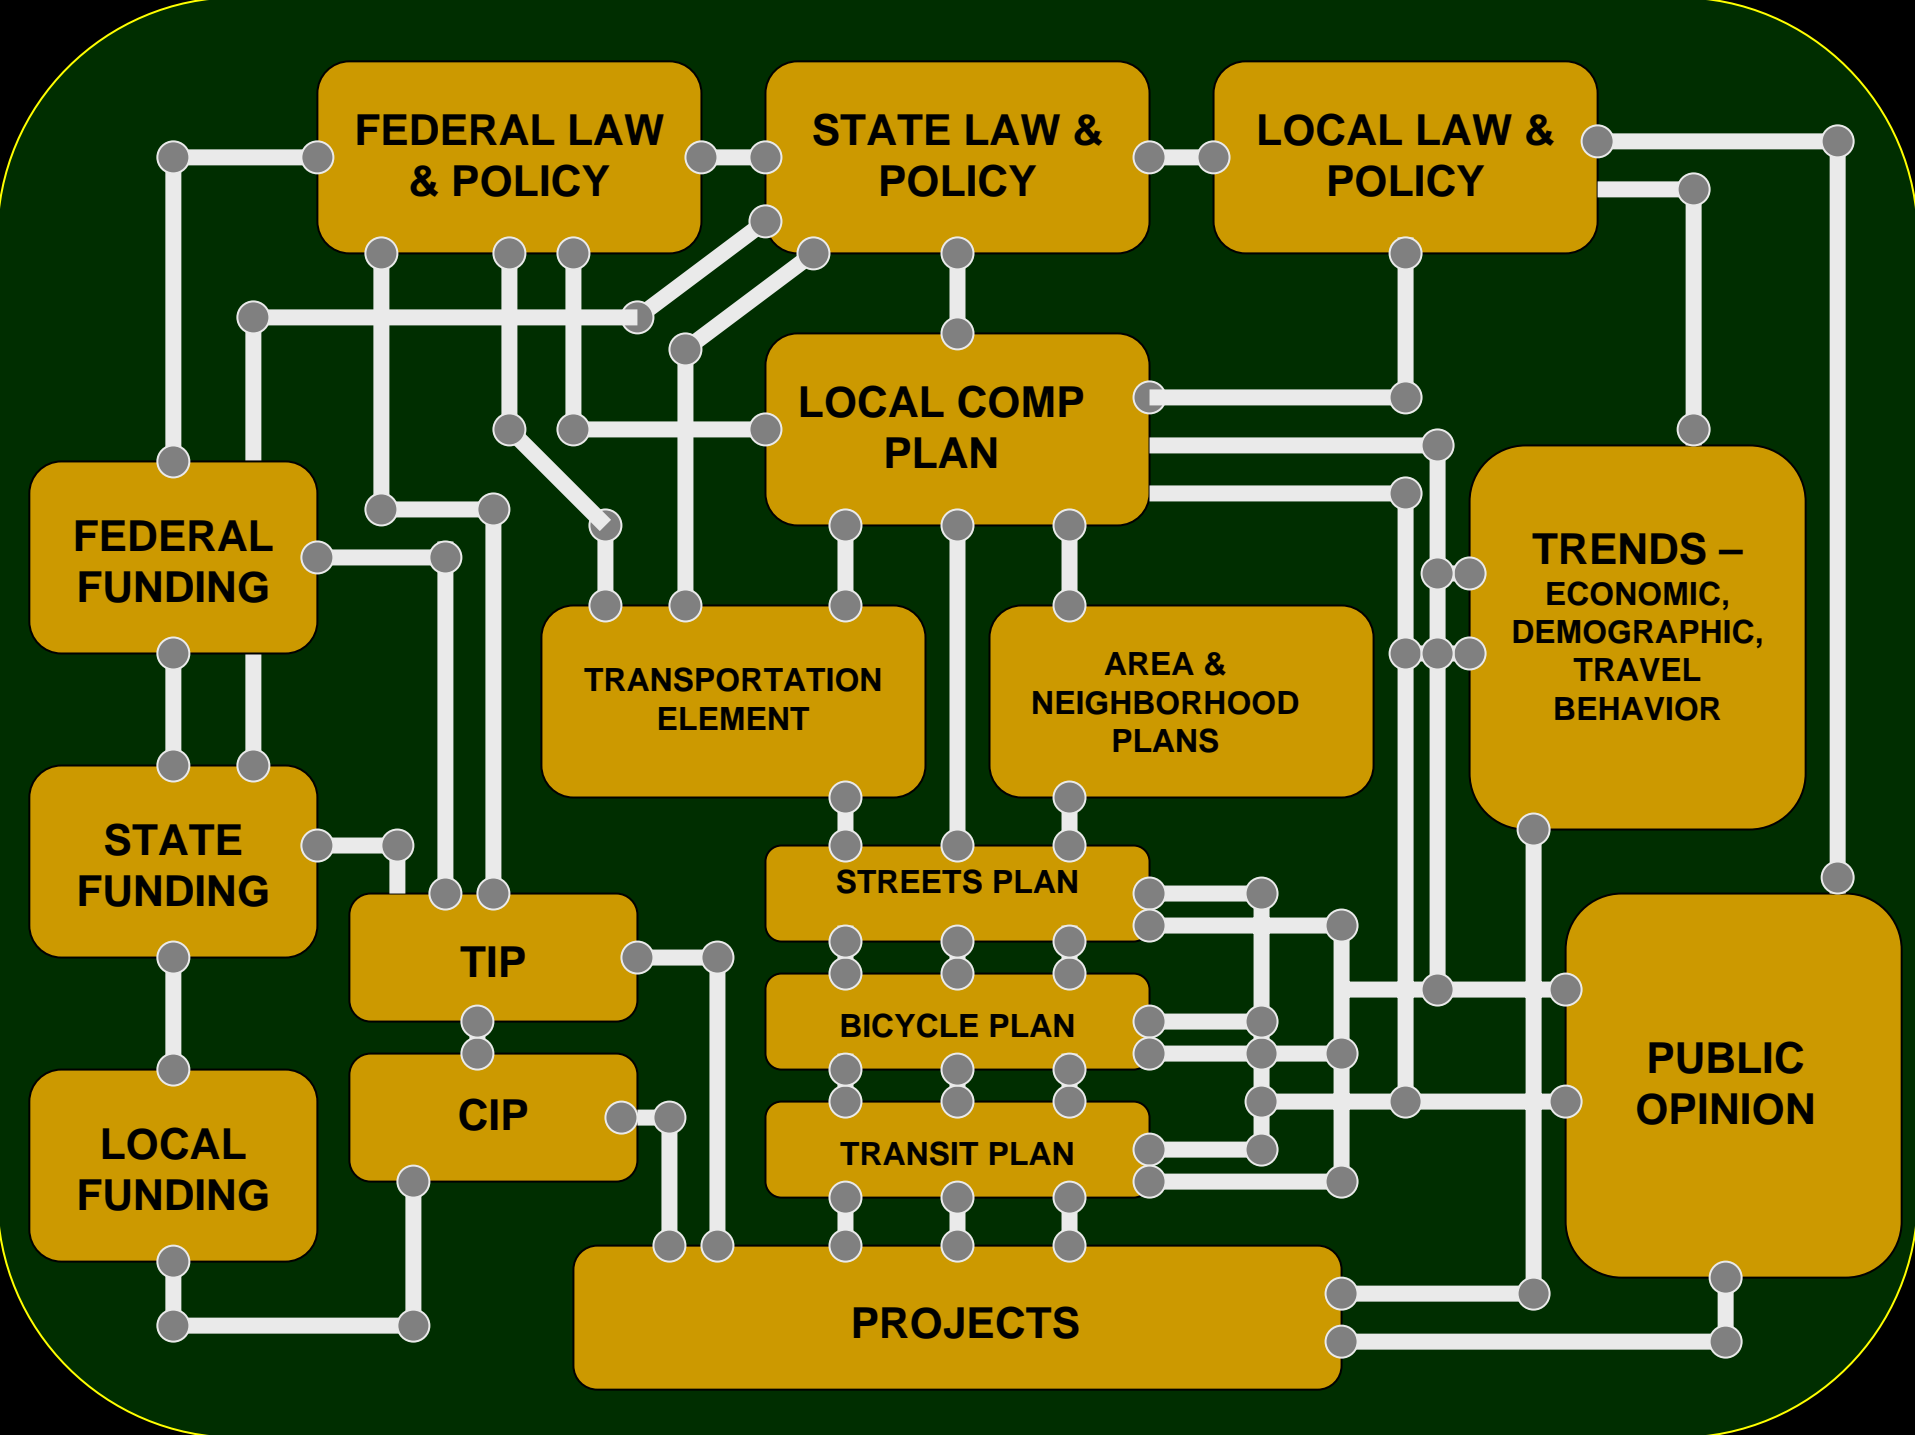 FEDERAL LAW
& POLICY
STATE LAW &
POLICY
LOCAL LAW &
POLICY
LOCAL COMP
PLAN
FEDERAL
FUNDING
TRENDS –
ECONOMIC,
DEMOGRAPHIC,
TRAVEL
BEHAVIOR
TRANSPORTATION
ELEMENT
AREA &
NEIGHBORHOOD
PLANS
STATE
FUNDING
STREETS PLAN
TIP
BICYCLE PLAN
PUBLIC
OPINION
CIP
TRANSIT PLAN
LOCAL
FUNDING
PROJECTS